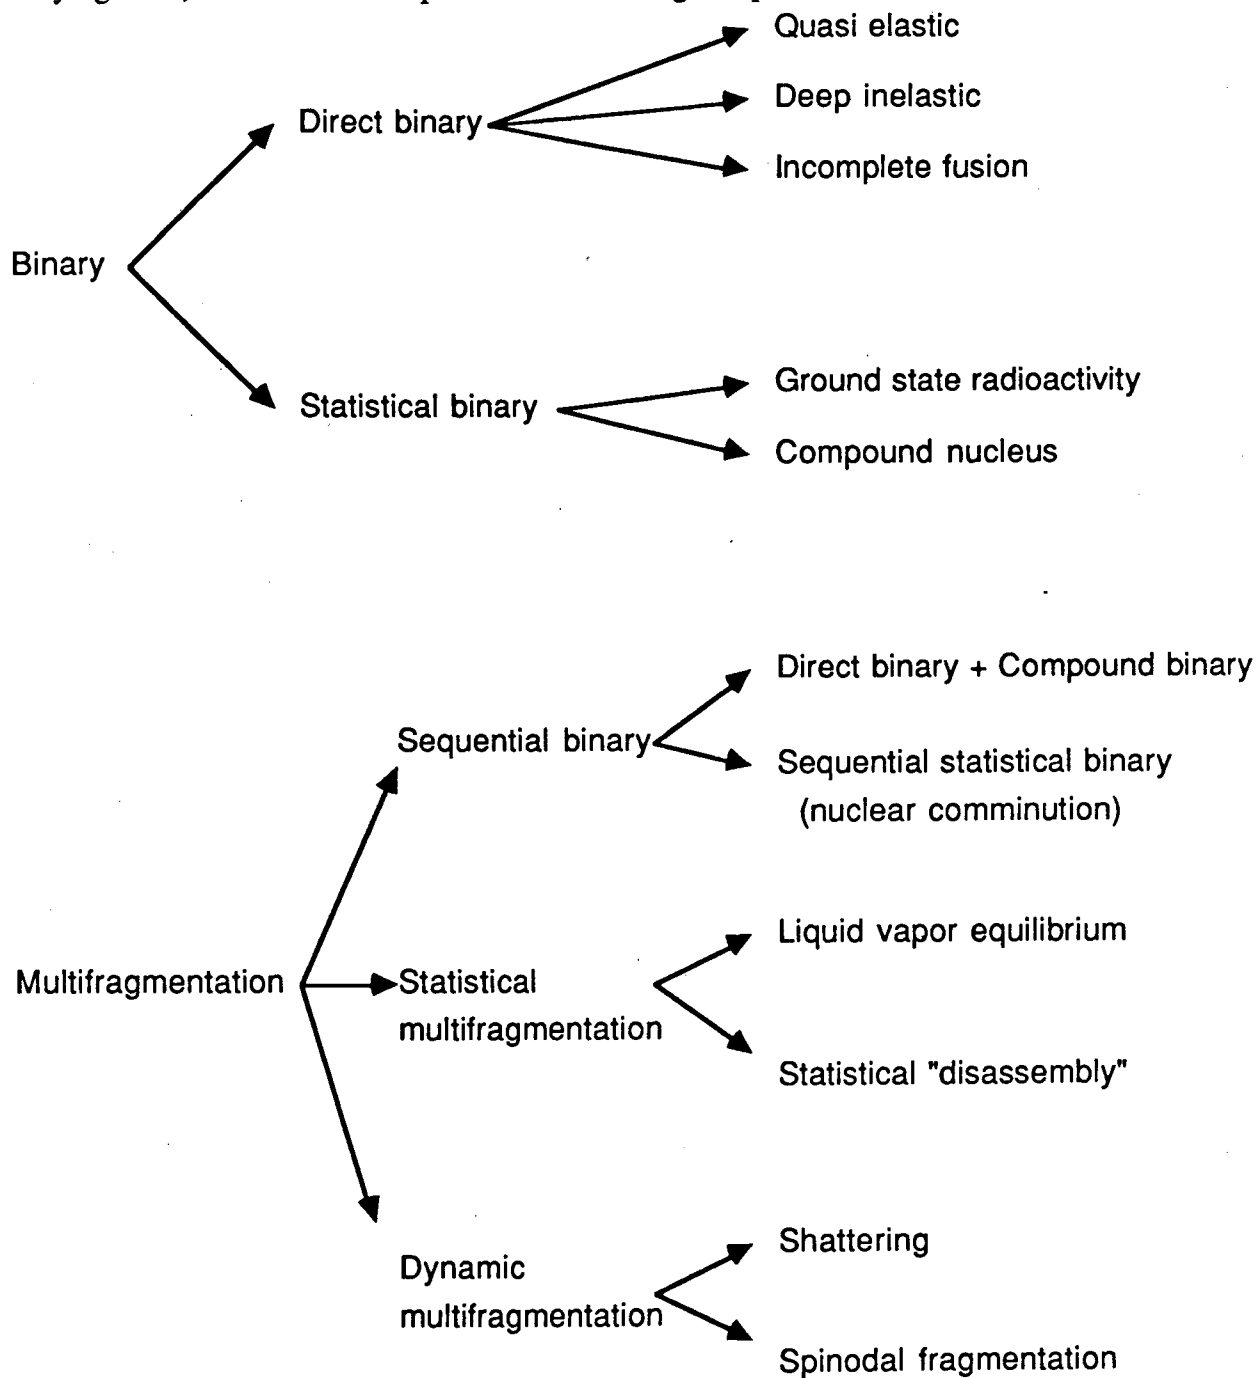 Quasi elastic
Direct binary
Deep inelastic
Incomplete fusion
Binary
Statistical binary
Ground state radioactivity
Compound nucleus
Direct binary + Compound binary
Sequential binary
Sequential statistical binary
(nuclear comminution)
Liquid vapor equilibrium
Multifragmentation
Statistical
multifragmentation
Statistical "disassembly"
Shattering
Dynamic
multifragmentation
Spinodal fragmentation